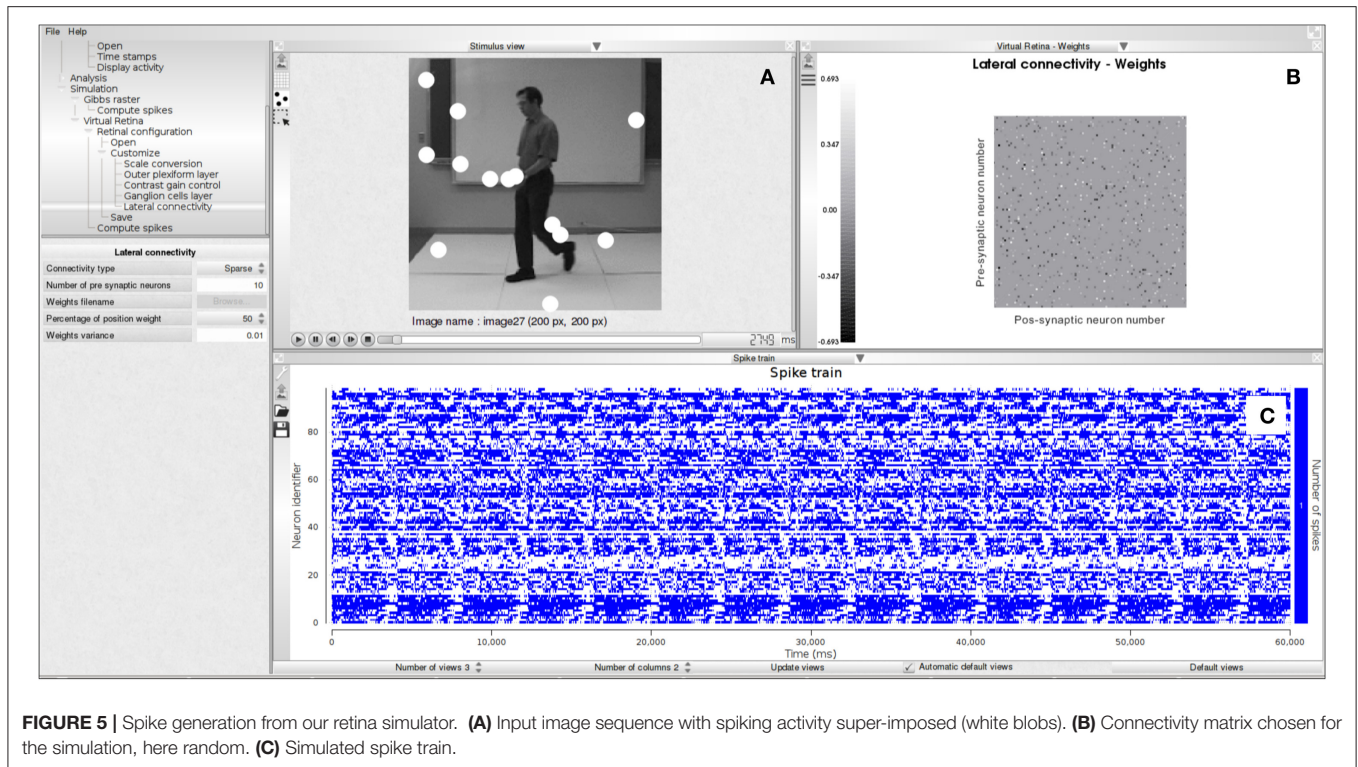 File Help
Open
Time stamps
Display activity
Analysis
Simulation
Gibbs raster
Compute spikes
Virtual Retina
Retinal configuration
Open
Customize
Scale conversion
Outer plexiform layer
Contrast gain control
Ganglion cells layer
Lateral connectivity
Save
Compute spikes
Lateral connectivity
Connectivity type Sparse
Number of pre synaptic neurons 10
Weights filename Browse...
Percentage of position weight 50
Weights variance 0.01
Stimulus view
A
Image name : image27 (200 px, 200 px)
2749 ms
Virtual Retina - Weights
Lateral connectivity - Weights
B
0.693
0.347
0.00
-0.347
-0.693
Pre-synaptic neuron number
Pos-synaptic neuron number
Spike train
Spike train
C
Neuron identifier
80
60
40
20
0
0 10,000 20,000 30,000 40,000 50,000 60,000
Time (ms)
Number of spikes
Number of views 3 Number of columns 2 Update views Automatic default views Default views
FIGURE 5 | Spike generation from our retina simulator. (A) Input image sequence with spiking activity super-imposed (white blobs). (B) Connectivity matrix chosen for
the simulation, here random. (C) Simulated spike train.